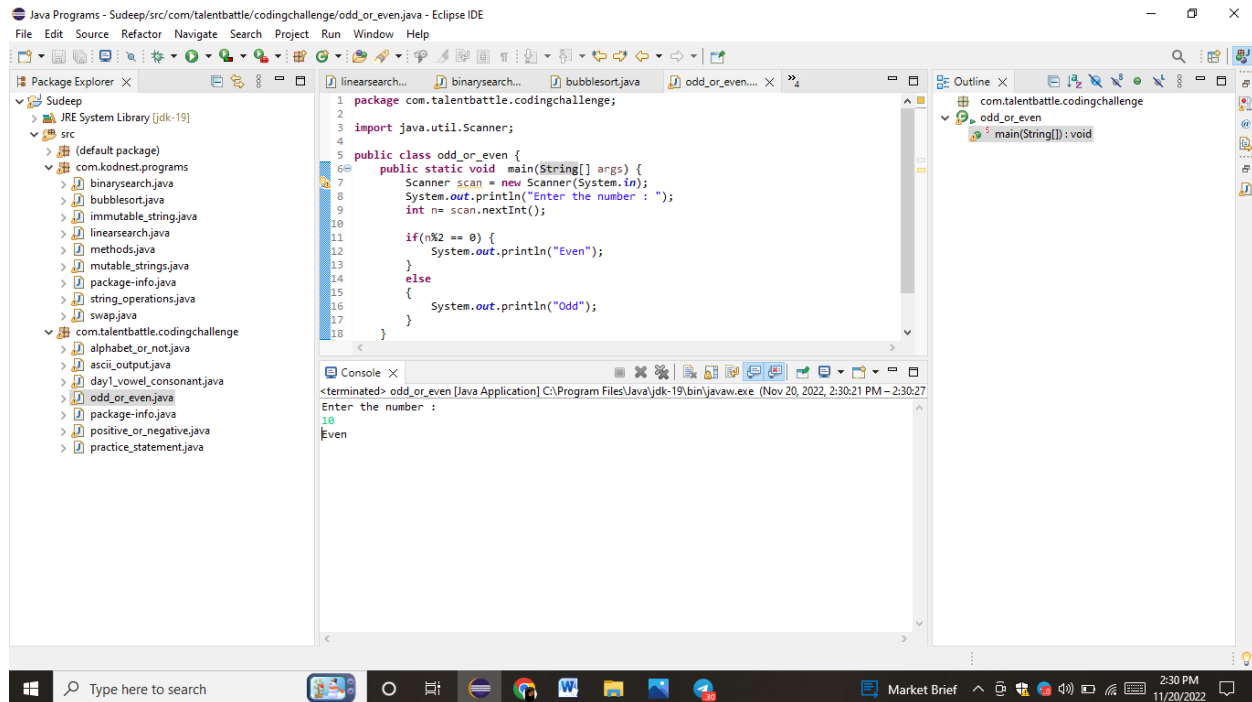 Java Programs - Sudeep/src/com/talentbattle/codingchallenge/odd_or_even.java - Eclipse IDE
File Edit Source Refactor Navigate Search Project Run Window Help
Package Explorer
Sudeep
JRE System Library [jdk-19]
src
(default package)
com.kodnest.programs
binarysearch.java
bubblesort.java
immutable_string.java
linearsearch.java
methods.java
mutable_strings.java
package-info.java
string_operations.java
swap.java
com.talentbattle.codingchallenge
alphabet_or_not.java
ascii_output.java
day1_vowel_consonant.java
odd_or_even.java
package-info.java
positive_or_negative.java
practice_statement.java
linearsearch... binarysearch... bubblesort.java odd_or_even.... 4
1 package com.talentbattle.codingchallenge;
2
3 import java.util.Scanner;
4
5 public class odd_or_even {
6 public static void  main(String[] args) {
7 Scanner scan = new Scanner(System.in);
8 System.out.println("Enter the number : ");
9 int n= scan.nextInt();
10
11 if(n%2 == 0) {
12 System.out.println("Even");
13 }
14 else
15 {
16 System.out.println("Odd");
17 }
18 }
Console
<terminated> odd_or_even [Java Application] C:\Program Files\Java\jdk-19\bin\javaw.exe (Nov 20, 2022, 2:30:21 PM – 2:30:27
Enter the number :
10
Even
Outline
com.talentbattle.codingchallenge
odd_or_even
main(String[]) : void
Type here to search
Market Brief
2:30 PM
11/20/2022